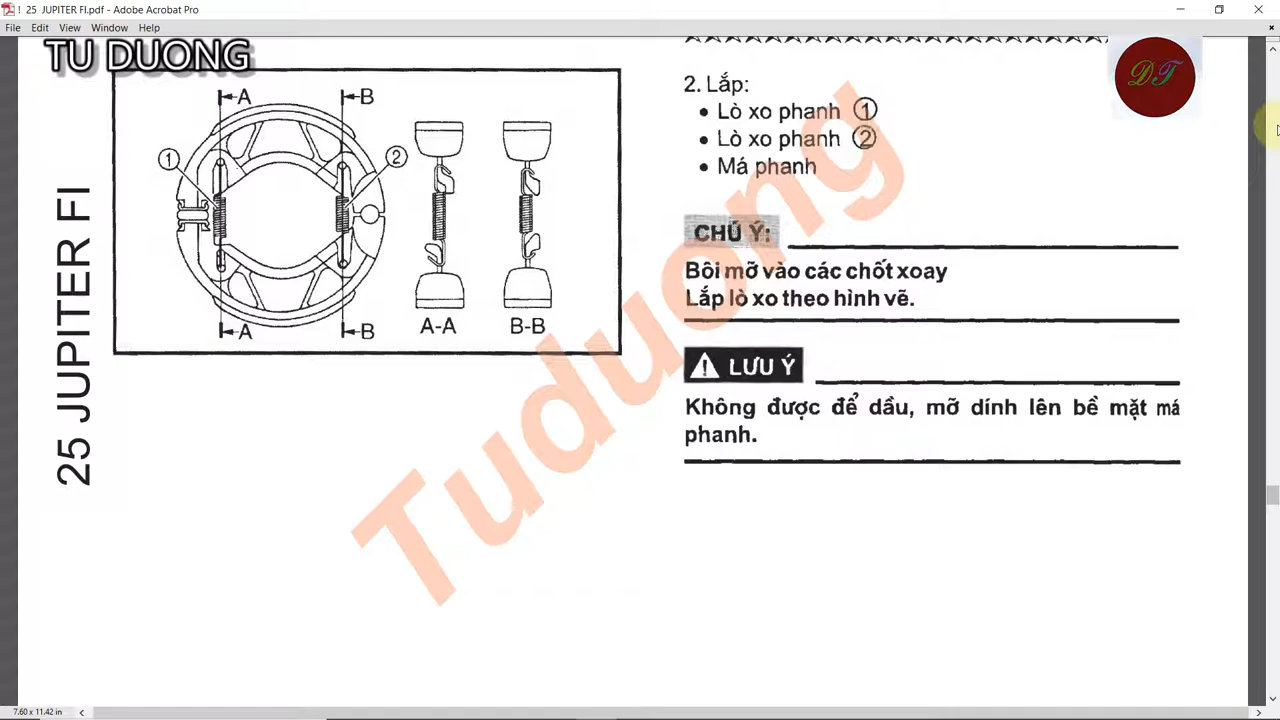 ! 25 JUPITER FI.pdf - Adobe Acrobat Pro
File Edit View Window Help
TU DUONG
DT
25 JUPITER FI
A B
1 2
A B
A-A B-B
2. Lắp:
• Lò xo phanh ①
• Lò xo phanh ②
• Má phanh
CHÚ Ý:
Bôi mỡ vào các chốt xoay
Lắp lò xo theo hình vẽ.
LƯU Ý
Không được để dầu, mỡ dính lên bề mặt má
phanh.
Tuduong
7.60 x 11.42 in